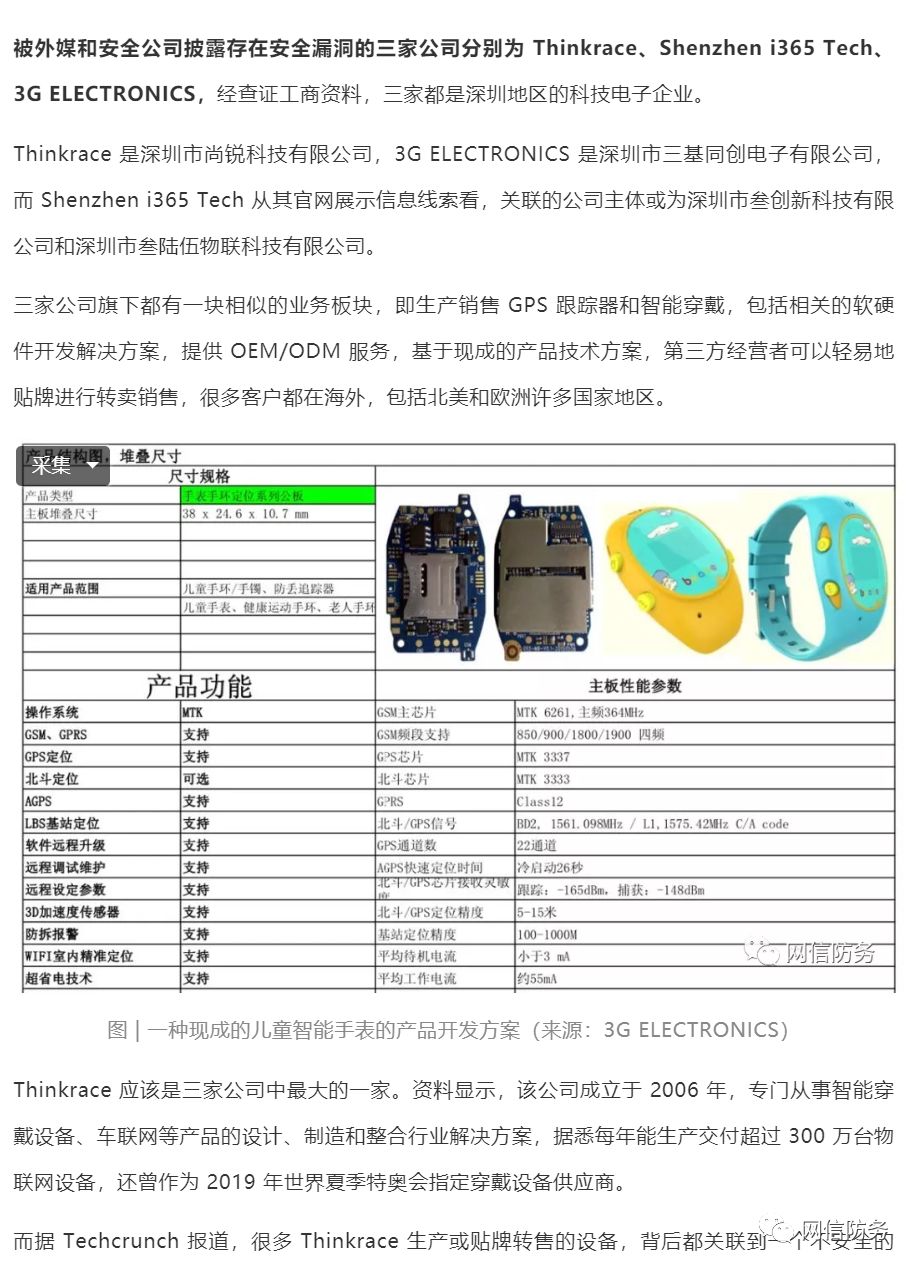 被外媒和安全公司披露存在安全漏洞的三家公司分别为 Thinkrace、Shenzhen i365 Tech、
3G ELECTRONICS，经查证工商资料，三家都是深圳地区的科技电子企业。
Thinkrace 是深圳市尚锐科技有限公司，3G ELECTRONICS 是深圳市三基同创电子有限公司，
而 Shenzhen i365 Tech 从其官网展示信息线索看，关联的公司主体或为深圳市叁创新科技有限
公司和深圳市叁陆伍物联科技有限公司。
三家公司旗下都有一块相似的业务板块，即生产销售 GPS 跟踪器和智能穿戴，包括相关的软硬
件开发解决方案，提供 OEM/ODM 服务，基于现成的产品技术方案，第三方经营者可以轻易地
贴牌进行转卖销售，很多客户都在海外，包括北美和欧洲许多国家地区。
产品结构图，堆叠尺寸
采集
尺寸规格
产品类型 手表手环定位系列公板
主板堆叠尺寸 38 x 24.6 x 10.7 mm
适用产品范围 儿童手环/手镯、防丢追踪器
儿童手表、健康运动手环、老人手环
产品功能 主板性能参数
操作系统 MTK GSM主芯片 MTK 6261,主频364MHz
GSM、GPRS 支持 GSM频段支持 850/900/1800/1900 四频
GPS定位 支持 GPS芯片 MTK 3337
北斗定位 可选 北斗芯片 MTK 3333
AGPS 支持 GPRS Class12
LBS基站定位 支持 北斗/GPS信号 BD2, 1561.098MHz / L1,1575.42MHz C/A code
软件远程升级 支持 GPS通道数 22通道
远程调试维护 支持 AGPS快速定位时间 冷启动26秒
远程设定参数 支持 北斗/GPS芯片接收灵敏度 跟踪：-165dBm，捕获：-148dBm
3D加速度传感器 支持 北斗/GPS定位精度 5-15米
防拆报警 支持 基站定位精度 100-1000M
WIFI室内精准定位 支持 平均待机电流 小于3 mA
超省电技术 支持 平均工作电流 约55mA
网信防务
图 | 一种现成的儿童智能手表的产品开发方案（来源：3G ELECTRONICS）
Thinkrace 应该是三家公司中最大的一家。资料显示，该公司成立于 2006 年，专门从事智能穿
戴设备、车联网等产品的设计、制造和整合行业解决方案，据悉每年能生产交付超过 300 万台物
联网设备，还曾作为 2019 年世界夏季特奥会指定穿戴设备供应商。
网信防务
而据 Techcrunch 报道，很多 Thinkrace 生产或贴牌转售的设备，背后都关联到一个不安全的